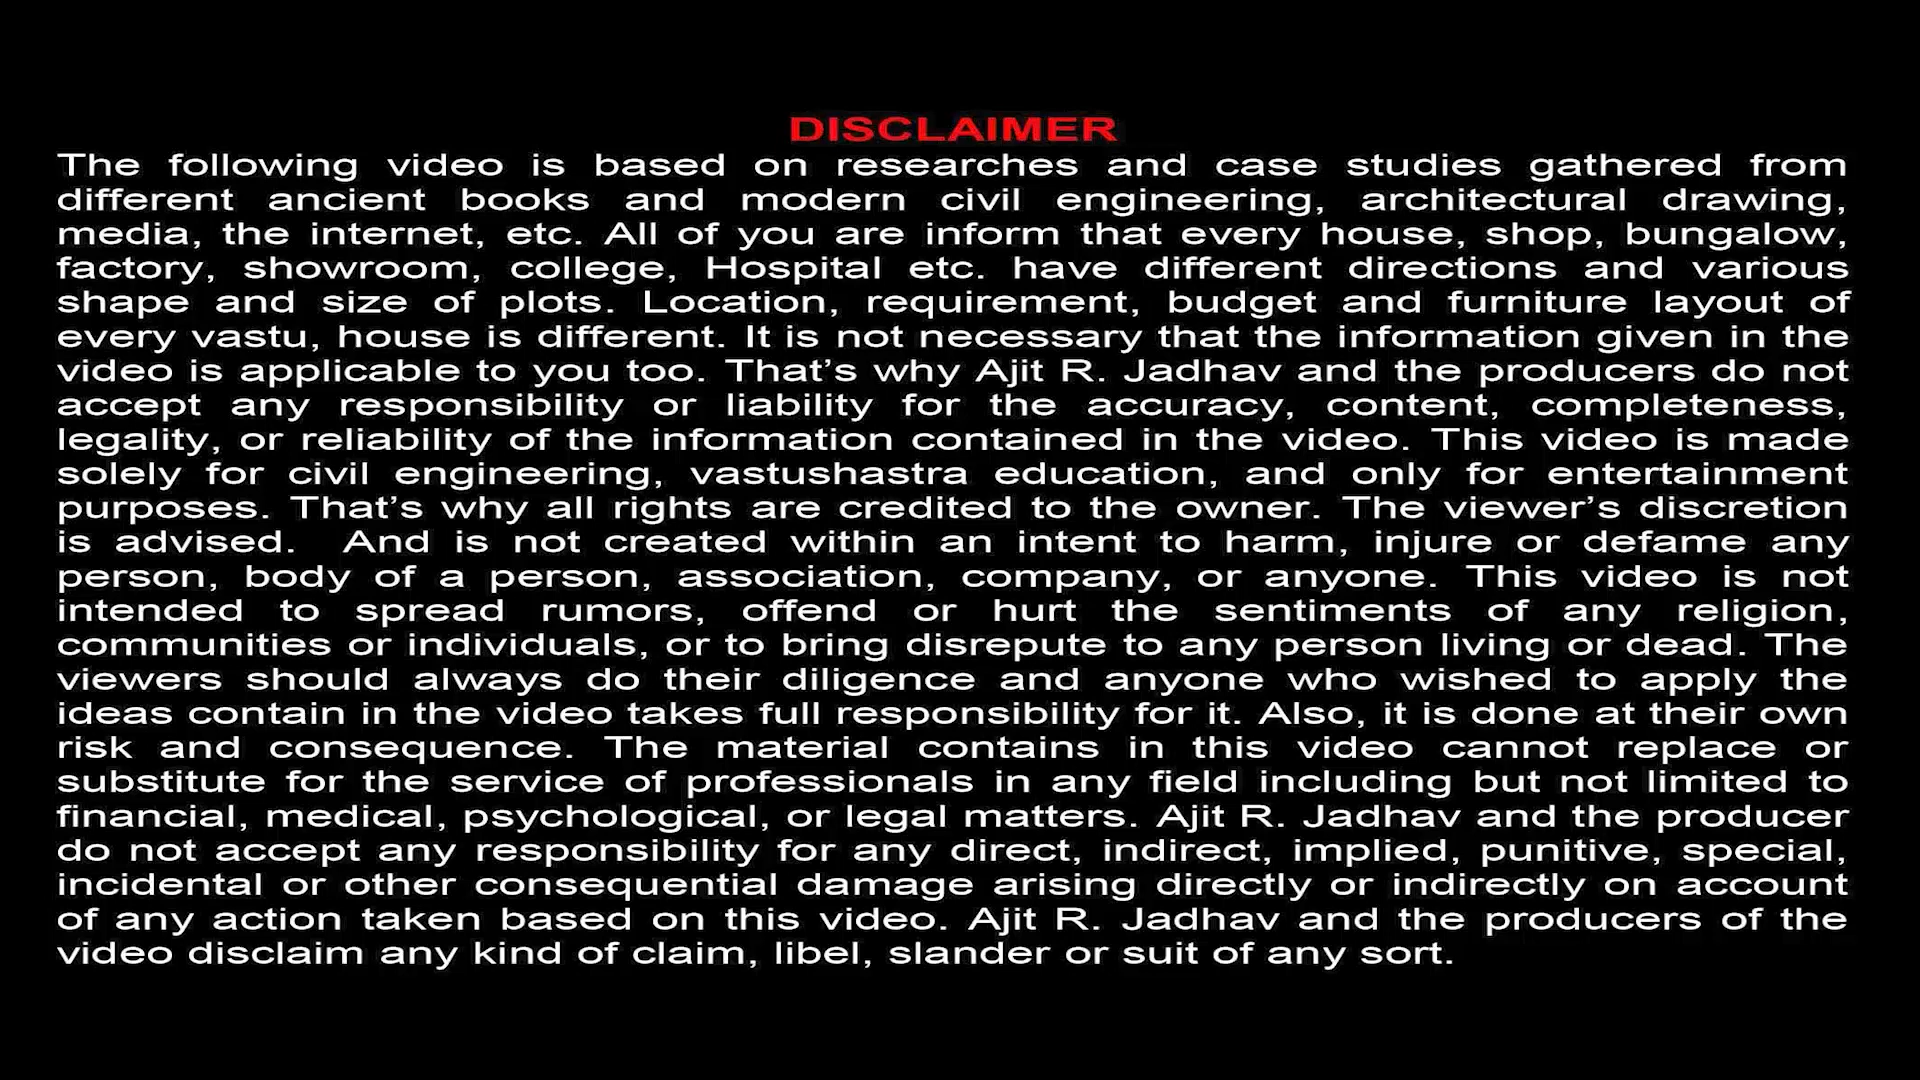 DISCLAIMER
The following video is based on researches and case studies gathered from
different ancient books and modern civil engineering, architectural drawing,
media, the internet, etc. All of you are inform that every house, shop, bungalow,
factory, showroom, college, Hospital etc. have different directions and various
shape and size of plots. Location, requirement, budget and furniture layout of
every vastu, house is different. It is not necessary that the information given in the
video is applicable to you too. That’s why Ajit R. Jadhav and the producers do not
accept any responsibility or liability for the accuracy, content, completeness,
legality, or reliability of the information contained in the video. This video is made
solely for civil engineering, vastushastra education, and only for entertainment
purposes. That’s why all rights are credited to the owner. The viewer’s discretion
is advised.  And is not created within an intent to harm, injure or defame any
person, body of a person, association, company, or anyone. This video is not
intended to spread rumors, offend or hurt the sentiments of any religion,
communities or individuals, or to bring disrepute to any person living or dead. The
viewers should always do their diligence and anyone who wished to apply the
ideas contain in the video takes full responsibility for it. Also, it is done at their own
risk and consequence. The material contains in this video cannot replace or
substitute for the service of professionals in any field including but not limited to
financial, medical, psychological, or legal matters. Ajit R. Jadhav and the producer
do not accept any responsibility for any direct, indirect, implied, punitive, special,
incidental or other consequential damage arising directly or indirectly on account
of any action taken based on this video. Ajit R. Jadhav and the producers of the
video disclaim any kind of claim, libel, slander or suit of any sort.